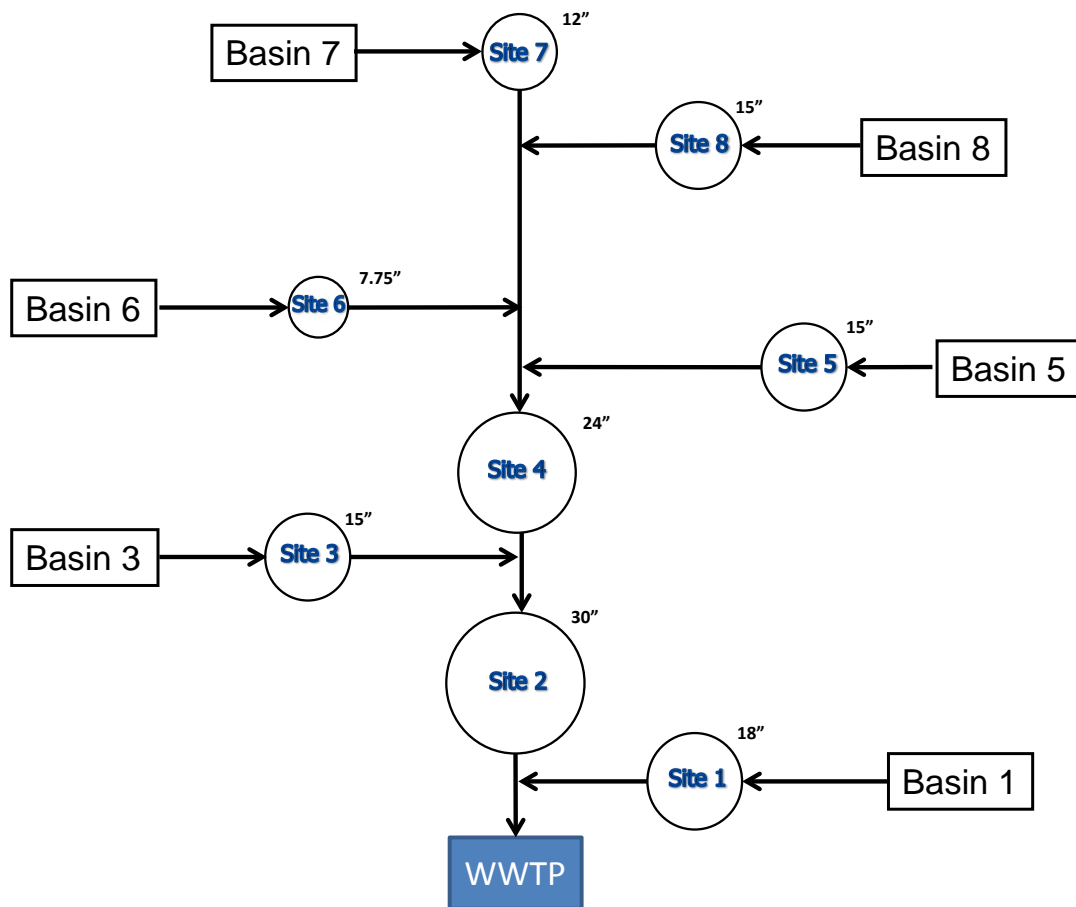 12”
Basin 7
Site 7
15”
Site 8
Basin 8
7.75”
Basin 6
Site 6
15”
Site 5
Basin 5
24”
Site 4
15”
Basin 3
Site 3
30”
Site 2
18”
Site 1
Basin 1
WWTP